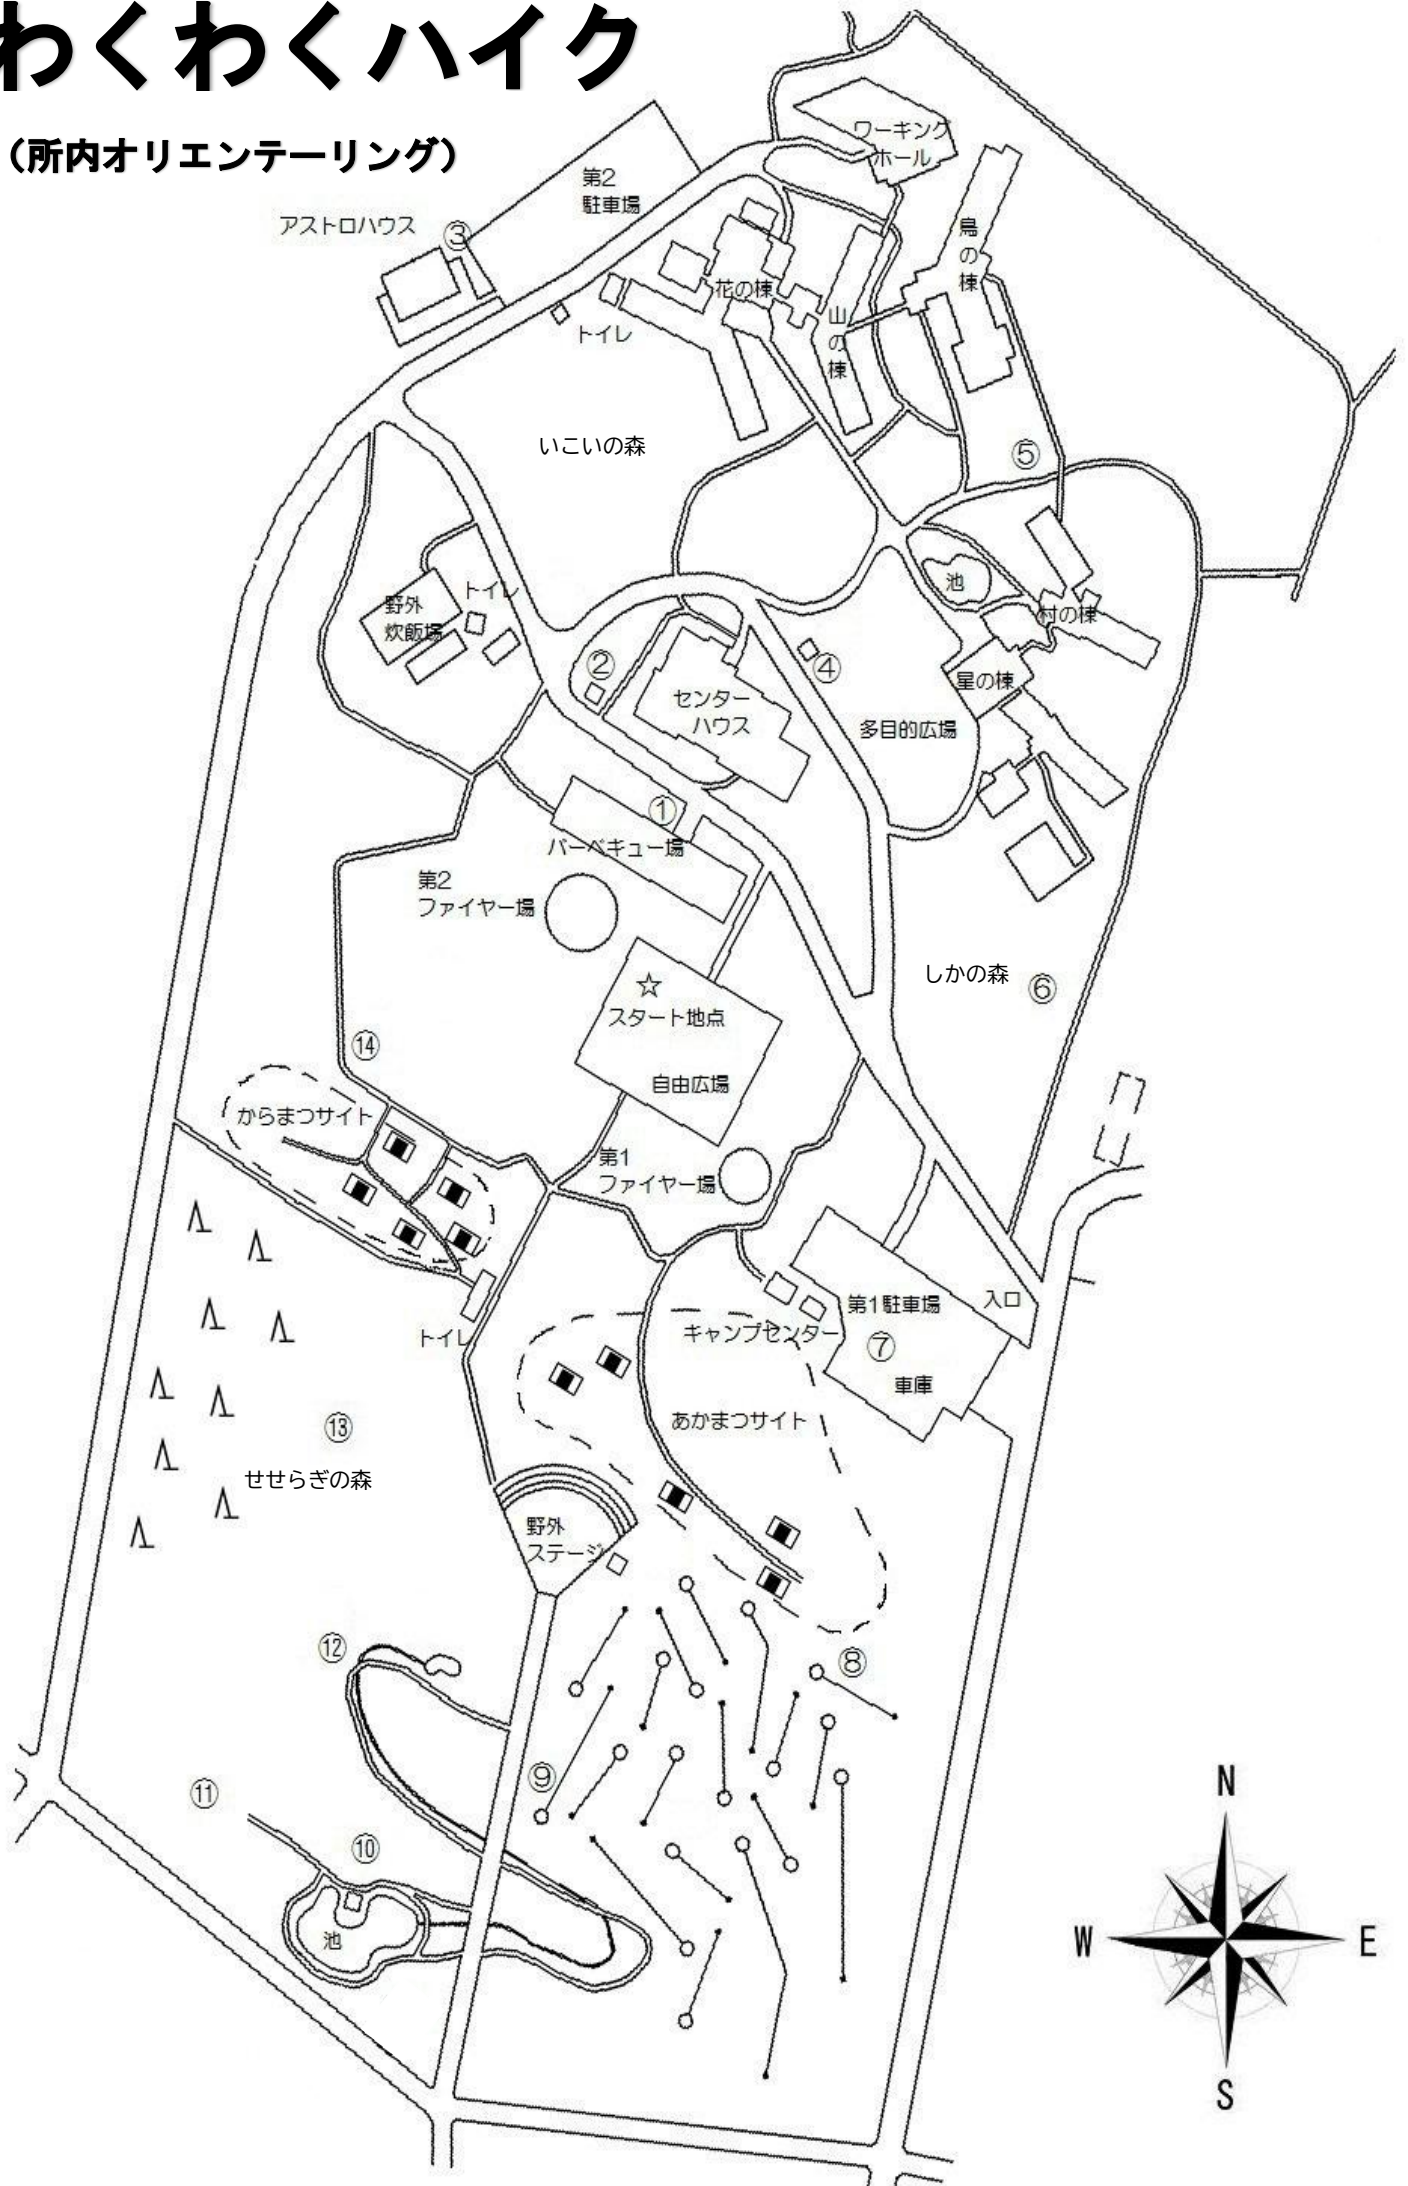 わくわくハイク
（所内オリエンテーリング）
ワーキング
ホール
第2
駐車場
アストロハウス
③
鳥の棟
花の棟
山の棟
トイレ
いこいの森
⑤
池
村の棟
野外
炊飯場
トイレ
②
④
センター
ハウス
星の棟
多目的広場
①
バーベキュー場
第2
ファイヤー場
☆
スタート地点
しかの森
⑥
⑭
自由広場
からまつサイト
第1
ファイヤー場
第1駐車場
入口
トイレ
キャンプセンター
⑦
車庫
あかまつサイト
⑬
せせらぎの森
野外
ステージ
⑫
⑧
⑨
⑪
⑩
池
N
W
E
S